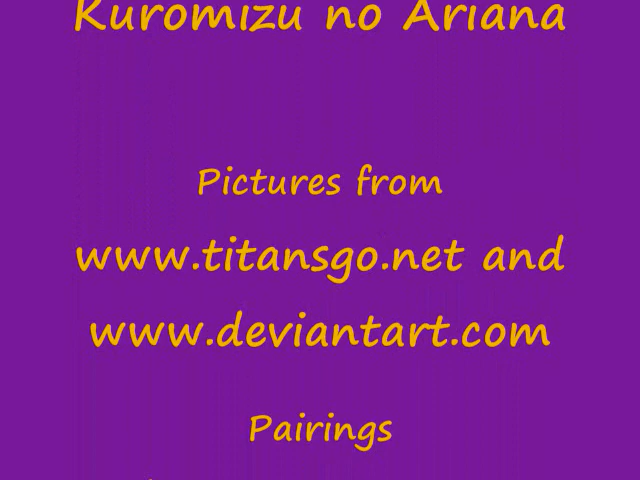 Kuromizu no Ariana
Pictures from
www.titansgo.net and
www.deviantart.com
Pairings